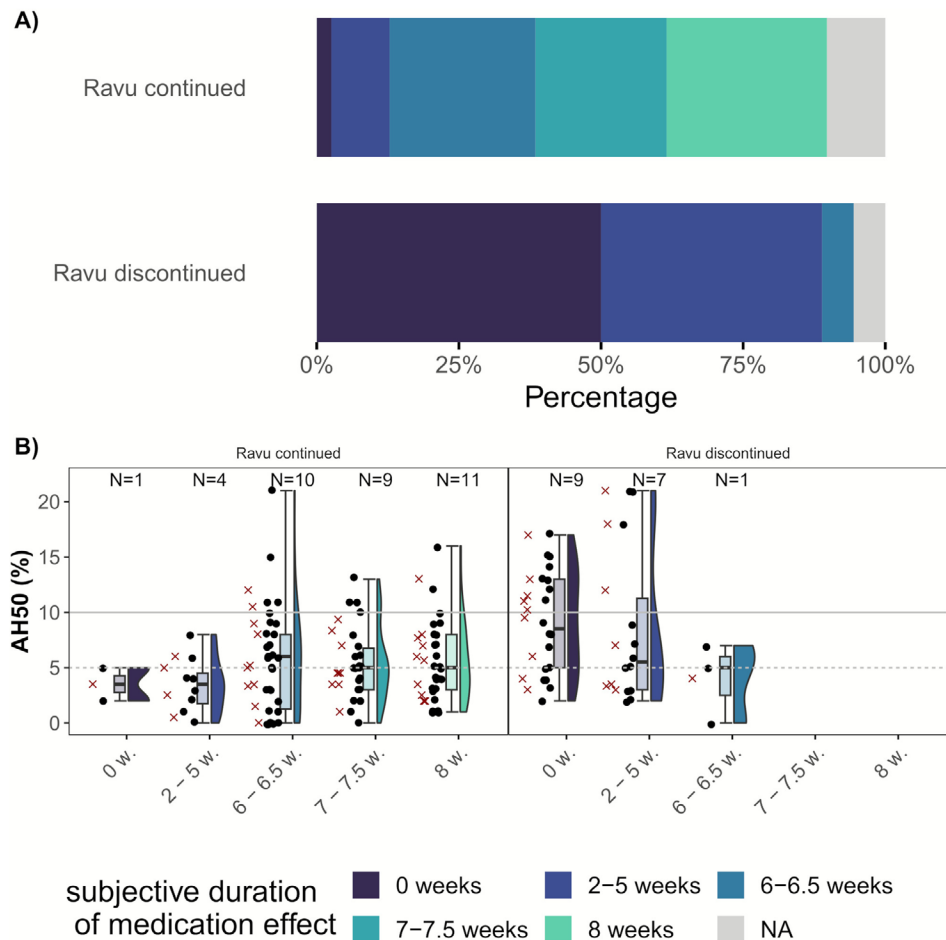 A)
Ravu continued
Ravu discontinued
0% 25% 50% 75% 100%
Percentage
B)
Ravu continued Ravu discontinued
N=1 N=4 N=10 N=9 N=11 N=9 N=7 N=1
20
15
10
5
0
AH50 (%)
0 w. 2 – 5 w. 6 – 6.5 w. 7 – 7.5 w. 8 w. 0 w. 2 – 5 w. 6 – 6.5 w. 7 – 7.5 w. 8 w.
subjective duration
of medication effect
0 weeks 2–5 weeks 6–6.5 weeks
7–7.5 weeks 8 weeks NA